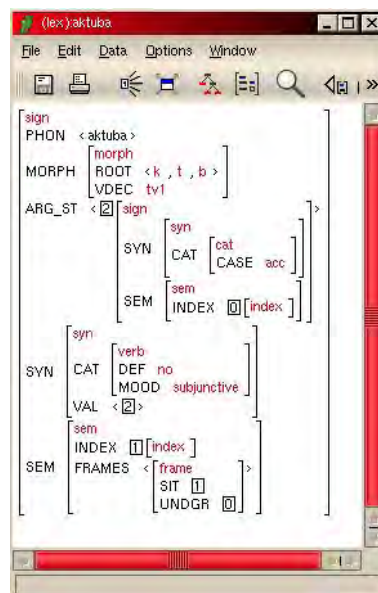 (lex):aktuba
File Edit Data Options Window
sign
PHON < aktuba >
morph
MORPH ROOT < k , t , b >
VDEC tv1
ARG_ST < 2 sign >
syn
SYN CAT cat
CASE acc
SEM sem
INDEX 0 [ index ]
syn
SYN CAT verb
DEF no
MOOD subjunctive
VAL < 2 >
sem
INDEX 1 [ index ]
SEM FRAMES < frame >
SIT 1
UNDGR 0